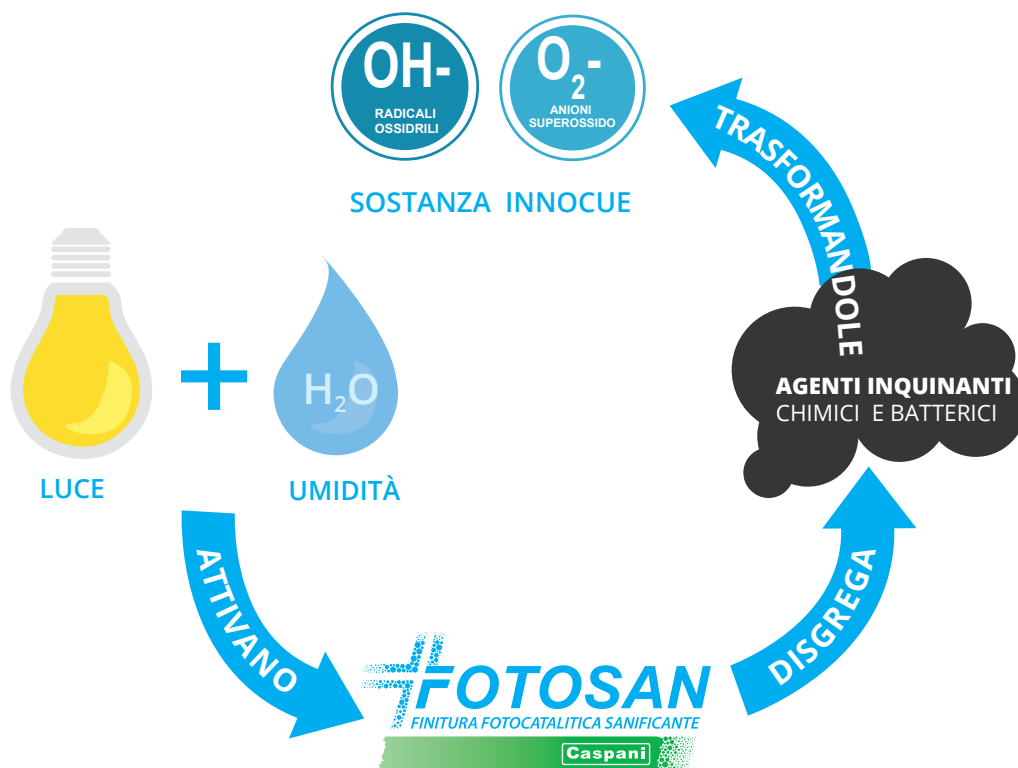 OH-
RADICALI
OSSIDRILI
O2-
ANIONI
SUPEROSSIDO
SOSTANZA INNOCUE
TRASFORMANDOLE
H2O
AGENTI INQUINANTI
CHIMICI E BATTERICI
LUCE
UMIDITÀ
ATTIVANO
DISGREGA
FOTOSAN
FINITURA FOTOCATALITICA SANIFICANTE
Caspani